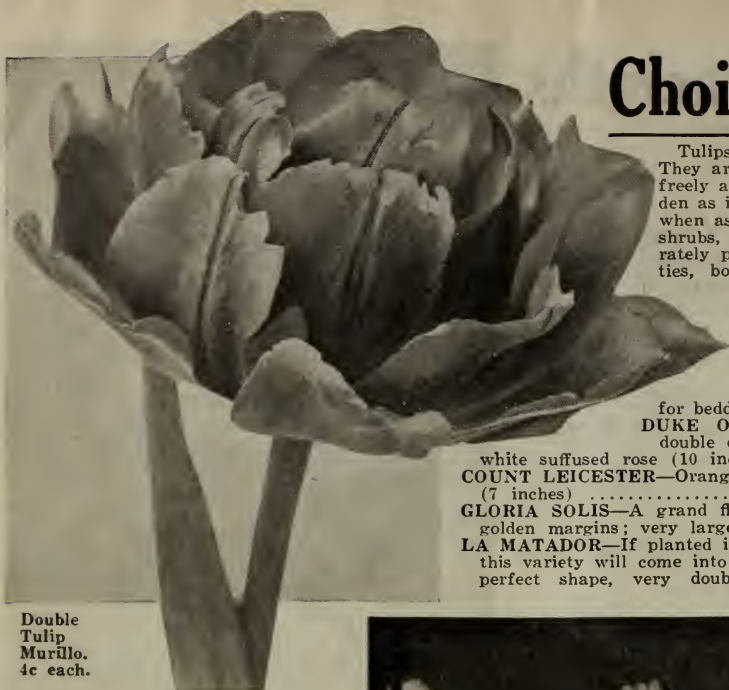 Choi
Tulips
They ar
freely a
den as i
when as
shrubs,
rately p
ties, bo
for bedd
DUKE O
double
white suffused rose (10 in
COUNT LEICESTER—Orang
(7 inches) ................
GLORIA SOLIS—A grand fl
golden margins; very large
LA MATADOR—If planted i
this variety will come into
perfect shape, very doub
Double
Tulip
Murillo.
4c each.